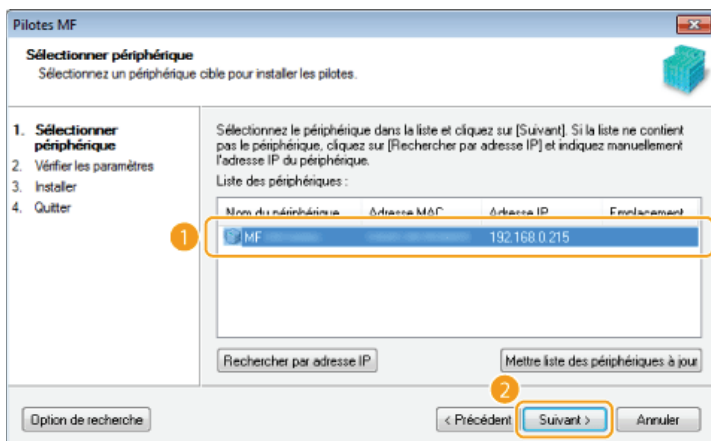 Pilotes MF
Sélectionner périphérique
Sélectionnez un périphérique cible pour installer les pilotes.
1. Sélectionner
périphérique
2. Vérifier les paramètres
3. Installer
4. Quitter
Sélectionnez le périphérique dans la liste et cliquez sur [Suivant]. Si la liste ne contient
pas le périphérique, cliquez sur [Rechercher par adresse IP] et indiquez manuellement
l'adresse IP du périphérique.
Liste des périphériques :
Nom du périphérique Adresse MAC Adresse IP Emplacement
1 MF 192.168.0.215
Rechercher par adresse IP Mettre liste des périphériques à jour
2
Option de recherche < Précédent Suivant > Annuler